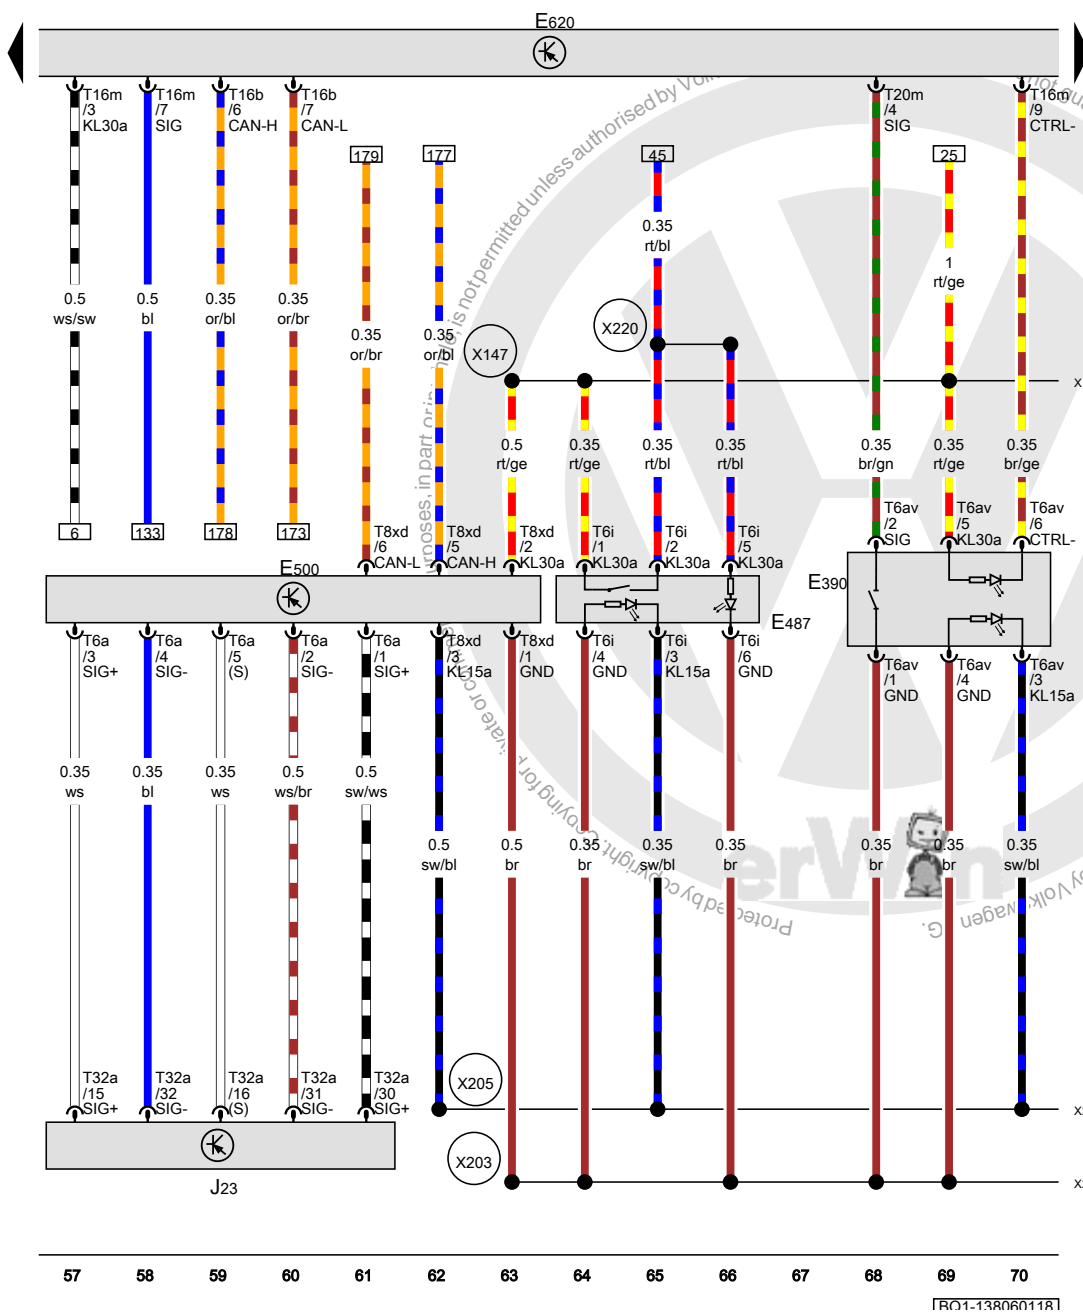 E620
T16m
/3
KL30a
T16m
/7
SIG
T16b
/6
CAN-H
T16b
/7
CAN-L
T20m
/4
SIG
T16m
/9
CTRL-
179
177
45
25
0.35
rt/bl
1
rt/ge
0.5
ws/sw
0.5
bl
0.35
or/bl
0.35
or/br
0.35
or/br
0.35
or/bl
X147
X220
X
0.5
rt/ge
0.35
rt/ge
0.35
rt/bl
0.35
rt/bl
0.35
br/gn
0.35
rt/ge
0.35
br/ge
6
133
178
173
T8xd
/6
CAN-L
T8xd
/5
CAN-H
T8xd
/2
KL30a
T6i
/1
KL30a
T6i
/2
KL30a
T6i
/5
KL30a
T6av
/2
SIG
T6av
/5
KL30a
T6av
/6
CTRL-
E500
E487
E390
T6a
/3
SIG+
T6a
/4
SIG-
T6a
/5
(S)
T6a
/2
SIG-
T6a
/1
SIG+
T8xd
/3
KL15a
T8xd
/1
GND
T6i
/4
GND
T6i
/3
KL15a
T6i
/6
GND
T6av
/1
GND
T6av
/4
GND
T6av
/3
KL15a
0.35
ws
0.35
bl
0.35
ws
0.5
ws/br
0.5
sw/ws
0.5
sw/bl
0.5
br
0.35
br
0.35
sw/bl
0.35
br
0.35
br
0.35
br
0.35
sw/bl
T32a
/15
SIG+
T32a
/32
SIG-
T32a
/16
(S)
T32a
/31
SIG-
T32a
/30
SIG+
X205
X203
J23
57 58 59 60 61 62 63 64 65 66 67 68 69 70
BQ1-138060118